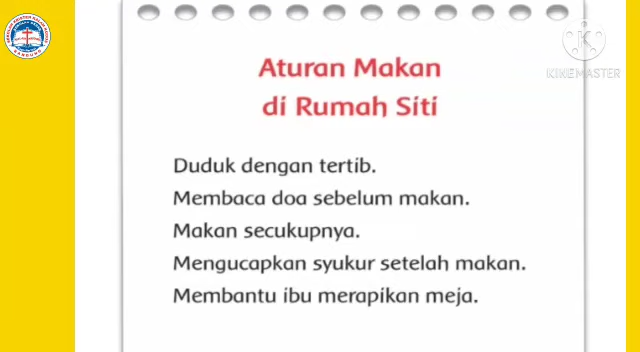 Aturan Makan
di Rumah Siti
Duduk dengan tertib.
Membaca doa sebelum makan.
Makan secukupnya.
Mengucapkan syukur setelah makan.
Membantu ibu merapikan meja.
KINEMASTER
BANDUNG